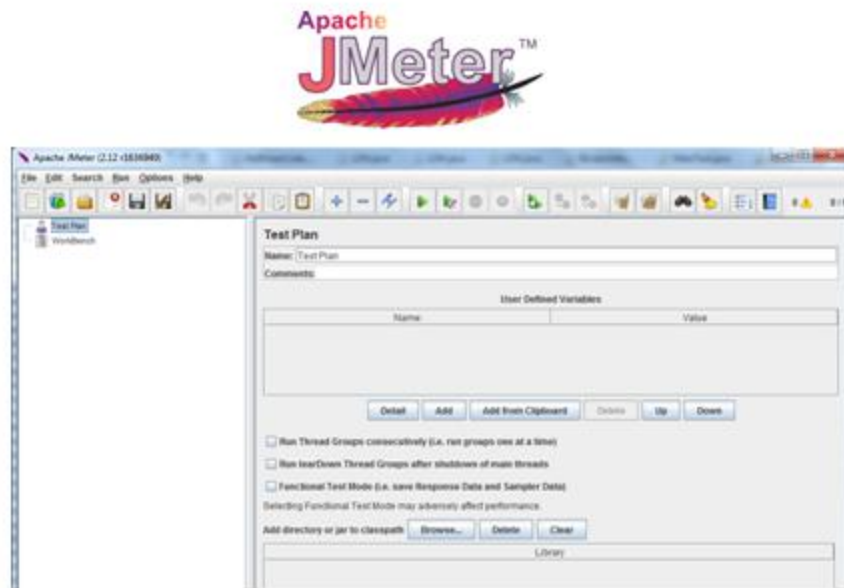 Apache
JMeter™
Apache JMeter (2.12 r1636949)
File Edit Search Run Options Help
Test Plan
WorkBench
Test Plan
Name: Test Plan
Comments:
User Defined Variables
Name: Value
Detail Add Add from Clipboard Delete Up Down
Run Thread Groups consecutively (i.e. run groups one at a time)
Run tearDown Thread Groups after shutdown of main threads
Functional Test Mode (i.e. save Response Data and Sampler Data)
Selecting Functional Test Mode may adversely affect performance.
Add directory or jar to classpath Browse... Delete Clear
Library